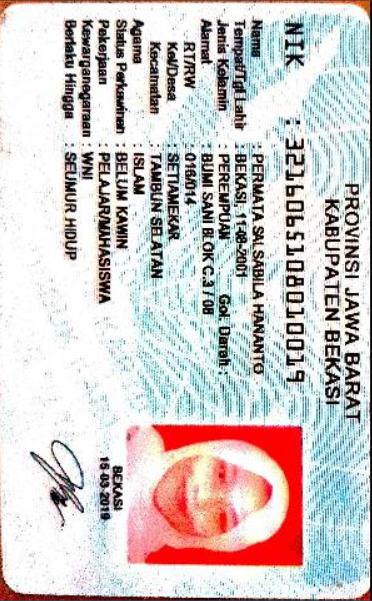 PROVINSI JAWA BARAT
KABUPATEN BEKASI
NIK : 3216065108010019
Nama : PERMATA SALSABILA HANANTO
Tempat/Tgl Lahir : BEKASI, 11-08-2001
Jenis Kelamin : PEREMPUAN Gol. Darah :
Alamat : BUMI SANI BLOK C.3 / 08
RT/RW : 016/014
Kel/Desa : SETIAMEKAR
Kecamatan : TAMBUN SELATAN
Agama : ISLAM
Status Perkawinan : BELUM KAWIN
Pekerjaan : PELAJAR/MAHASISWA
Kewarganegaraan : WNI
Berlaku Hingga : SEUMUR HIDUP
BEKASI
15-03-2019